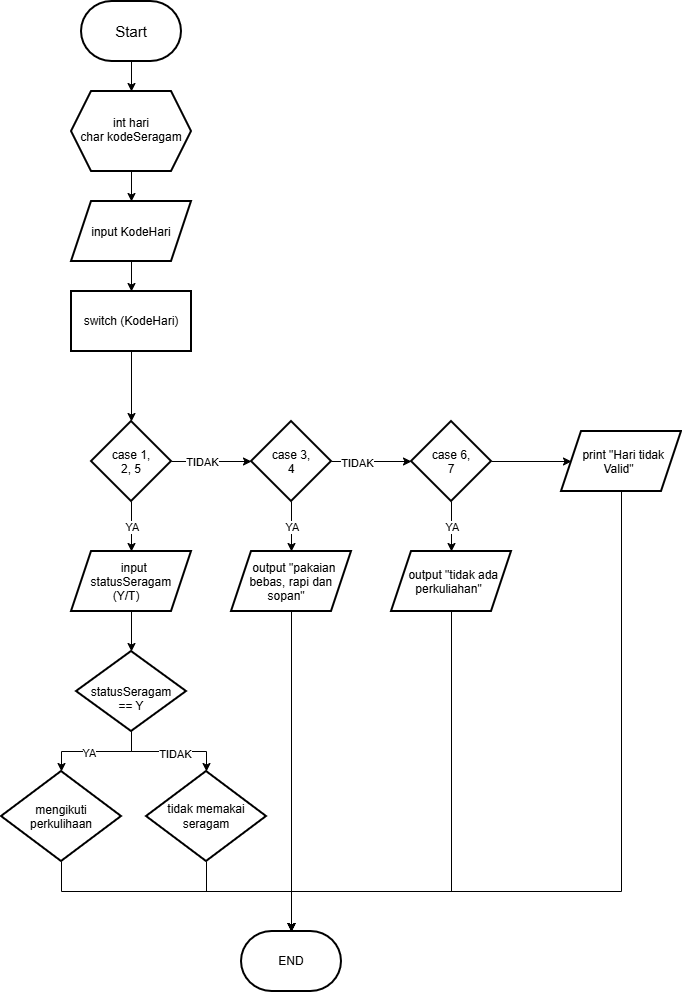 Start
int hari
char kodeSeragam
input KodeHari
switch (KodeHari)
case 1,
2, 5
TIDAK
case 3,
4
TIDAK
case 6,
7
print "Hari tidak
Valid"
YA
YA
YA
input
statusSeragam
(Y/T)
output "pakaian
bebas, rapi dan
sopan"
output "tidak ada
perkuliahan"
statusSeragam
== Y
YA
TIDAK
mengikuti
perkulihaan
tidak memakai
seragam
END